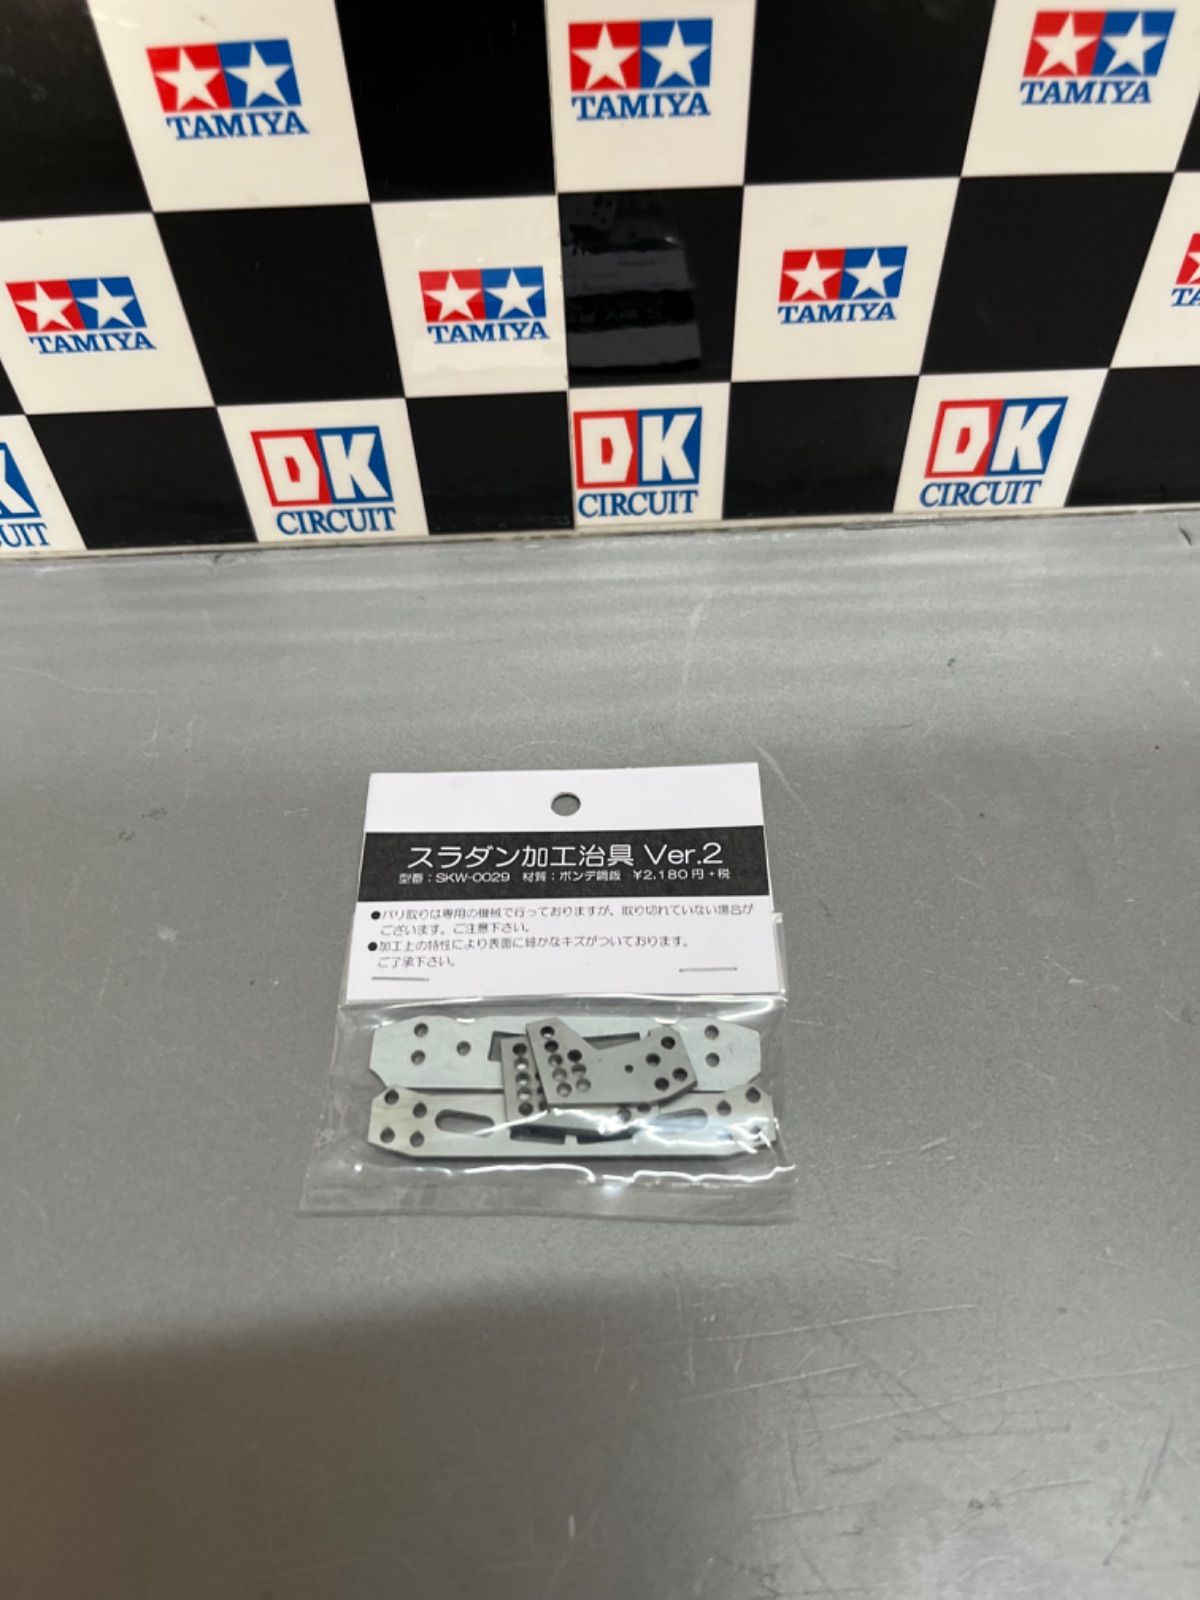 TAMIYA
TAMIYA
TAMIYA
TAMIYA
TAMIYA
TAMIYA
UIT
DK
CIRCUIT
DK
CIRCUIT
DK
CIRCUIT
スラダン加工治具 Ver.2
型番：SKW-0029 材質：ボンデ鋼鈑 ¥2,180円+税
●バリ取りは専用の機械で行っておりますが、取り切れていない場合が
ございます。ご注意下さい。
●加工上の特性により表面に細かなキズがついております。
ご了承下さい。